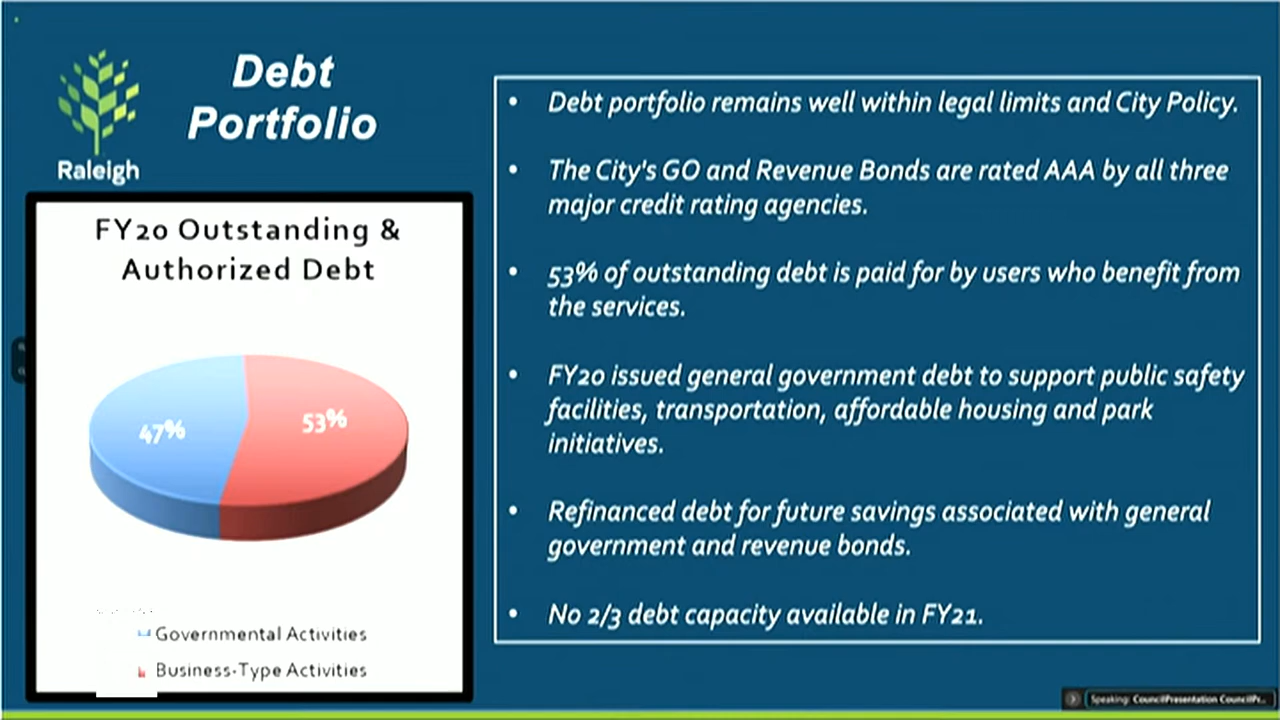 Debt
Portfolio
Raleigh
FY20 Outstanding &
Authorized Debt
47%
53%
Governmental Activities
Business-Type Activities
• Debt portfolio remains well within legal limits and City Policy.
• The City's GO and Revenue Bonds are rated AAA by all three
major credit rating agencies.
• 53% of outstanding debt is paid for by users who benefit from
the services.
• FY20 issued general government debt to support public safety
facilities, transportation, affordable housing and park
initiatives.
• Refinanced debt for future savings associated with general
government and revenue bonds.
• No 2/3 debt capacity available in FY21.
Speaking: CouncilPresentation CouncilPr...